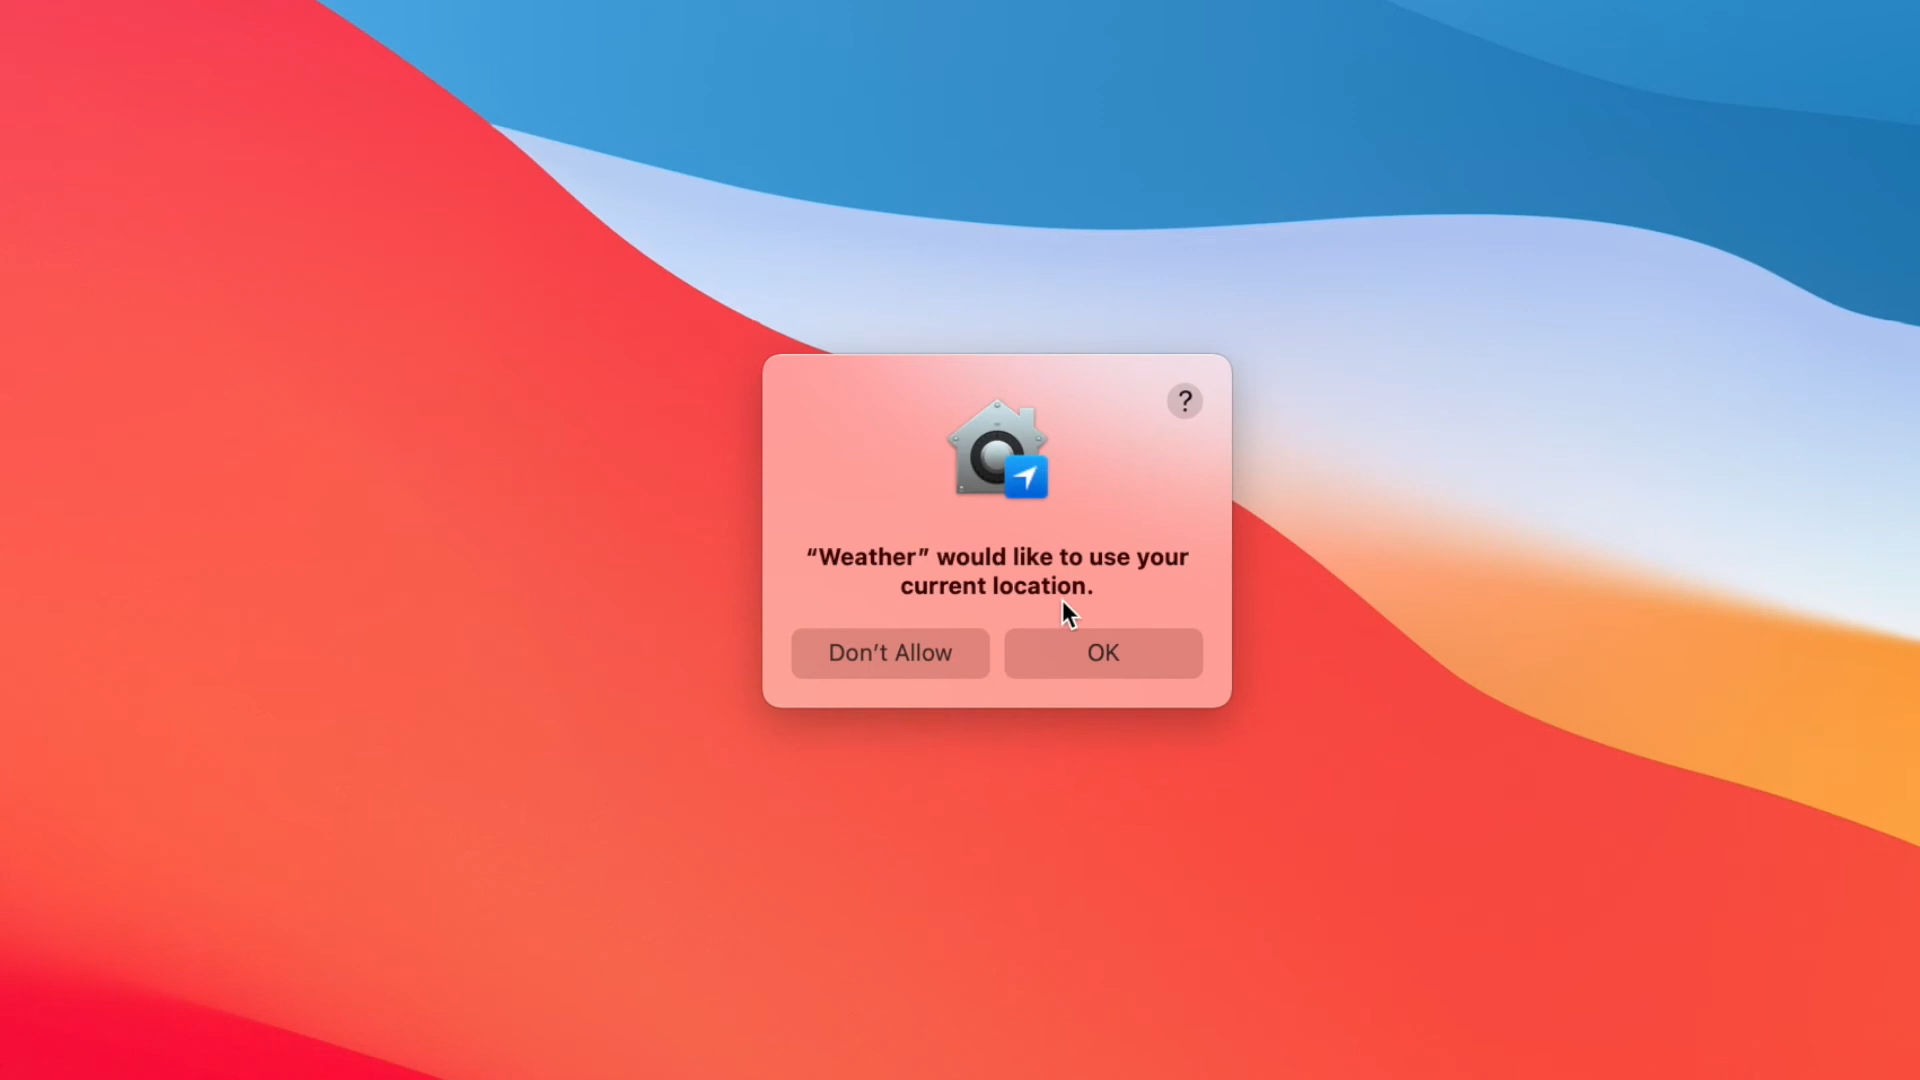 ?
“Weather” would like to use your
current location.
Don’t Allow
OK